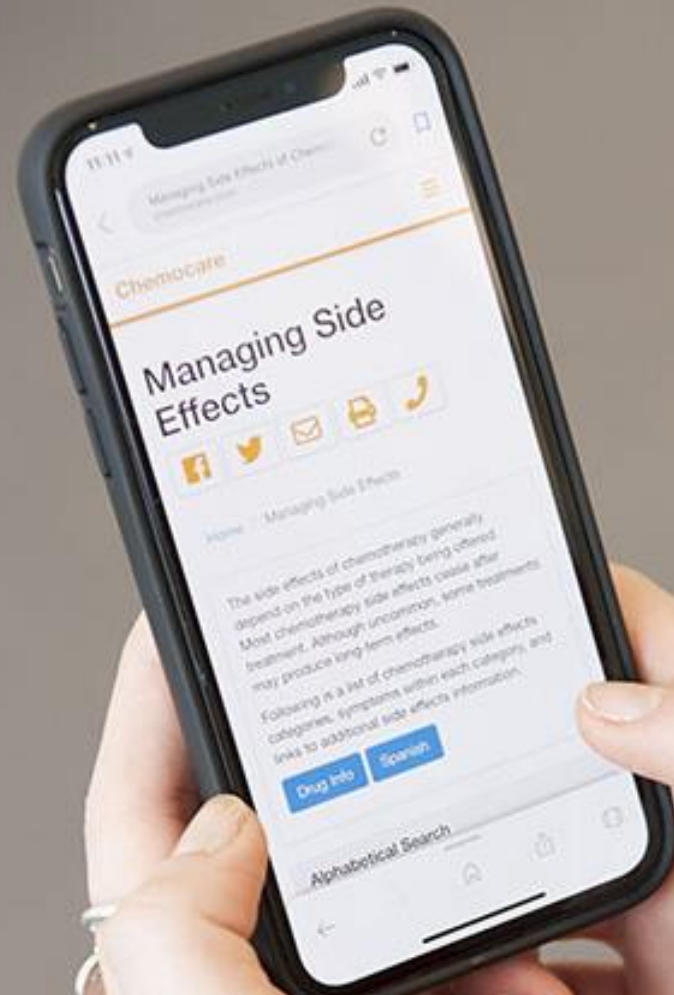 11:11
Managing Side Effects of Chemo
chemocare.com
Chemocare
Managing Side
Effects
Home Managing Side Effects
The side effects of chemotherapy generally
depend on the type of therapy being offered.
Most chemotherapy side effects cease after
treatment. Although uncommon, some treatments
may produce long-term effects.
Following is a list of chemotherapy side effects
categories, symptoms within each category, and
links to additional side effects information.
Drug Info Spanish
Alphabetical Search